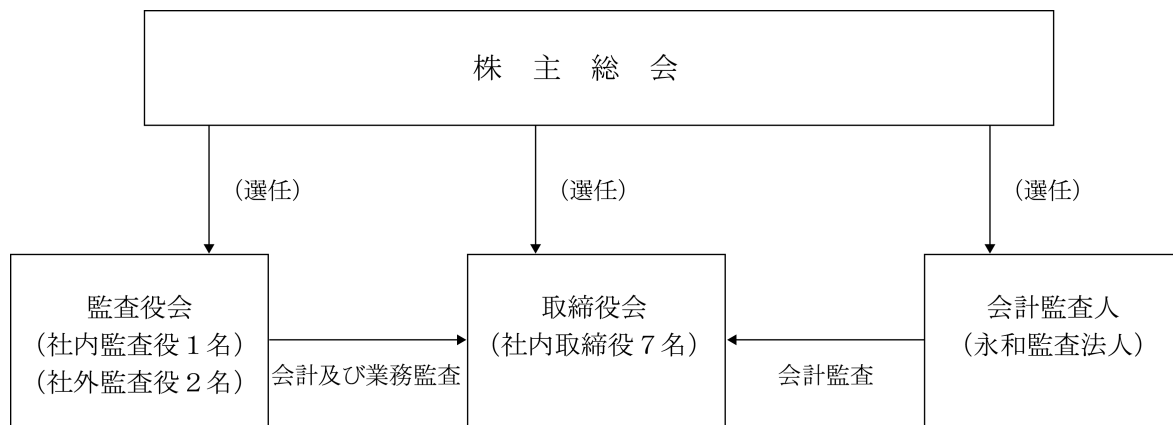 株 主 総 会
（選任）
（選任）
（選任）
監査役会
（社内監査役１名）
（社外監査役２名）
会計及び業務監査
取締役会
（社内取締役７名）
会計監査
会計監査人
（永和監査法人）